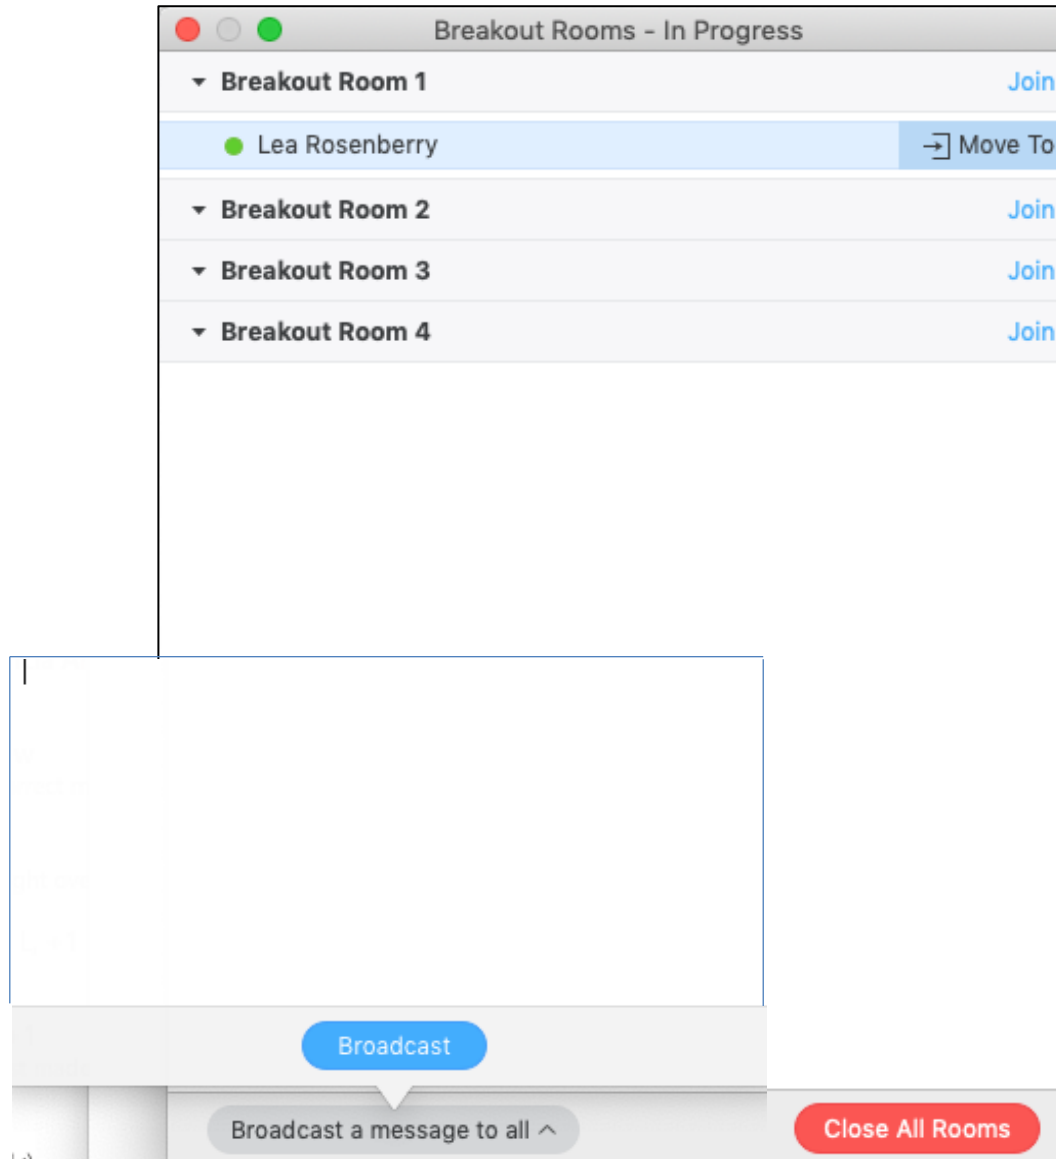 Breakout Rooms - In Progress
Breakout Room 1 Join
Lea Rosenberry Move To
Breakout Room 2 Join
Breakout Room 3 Join
Breakout Room 4 Join
Broadcast
Broadcast a message to all
Close All Rooms